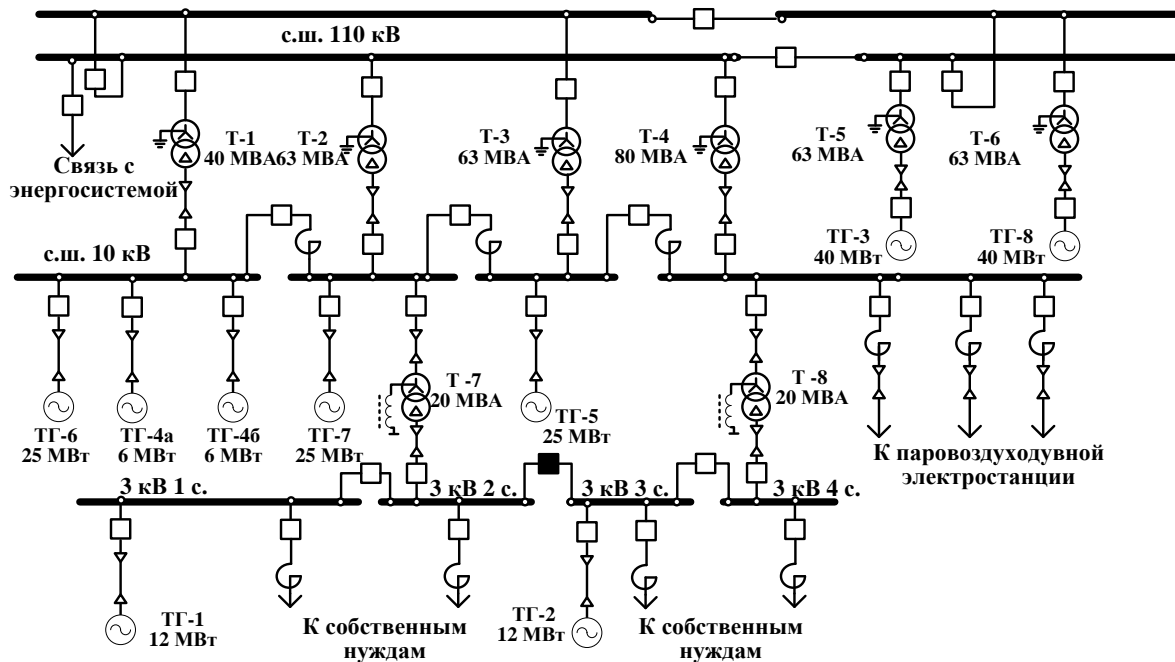 с.ш. 110 кВ
Т-1
40 МВА
Т-2
63 МВА
Т-3
63 МВА
Т-4
80 МВА
Т-5
63 МВА
Т-6
63 МВА
Связь с
энергосистемой
ТГ-3
40 МВт
ТГ-8
40 МВт
с.ш. 10 кВ
Т -7
20 МВА
Т -8
20 МВА
ТГ-6
25 МВт
ТГ-4а
6 МВт
ТГ-4б
6 МВт
ТГ-7
25 МВт
ТГ-5
25 МВт
К паровоздуходувной
электростанции
3 кВ 1 с.
3 кВ 2 с.
3 кВ 3 с.
3 кВ 4 с.
ТГ-1
12 МВт
К собственным
нуждам
ТГ-2
12 МВт
К собственным
нуждам